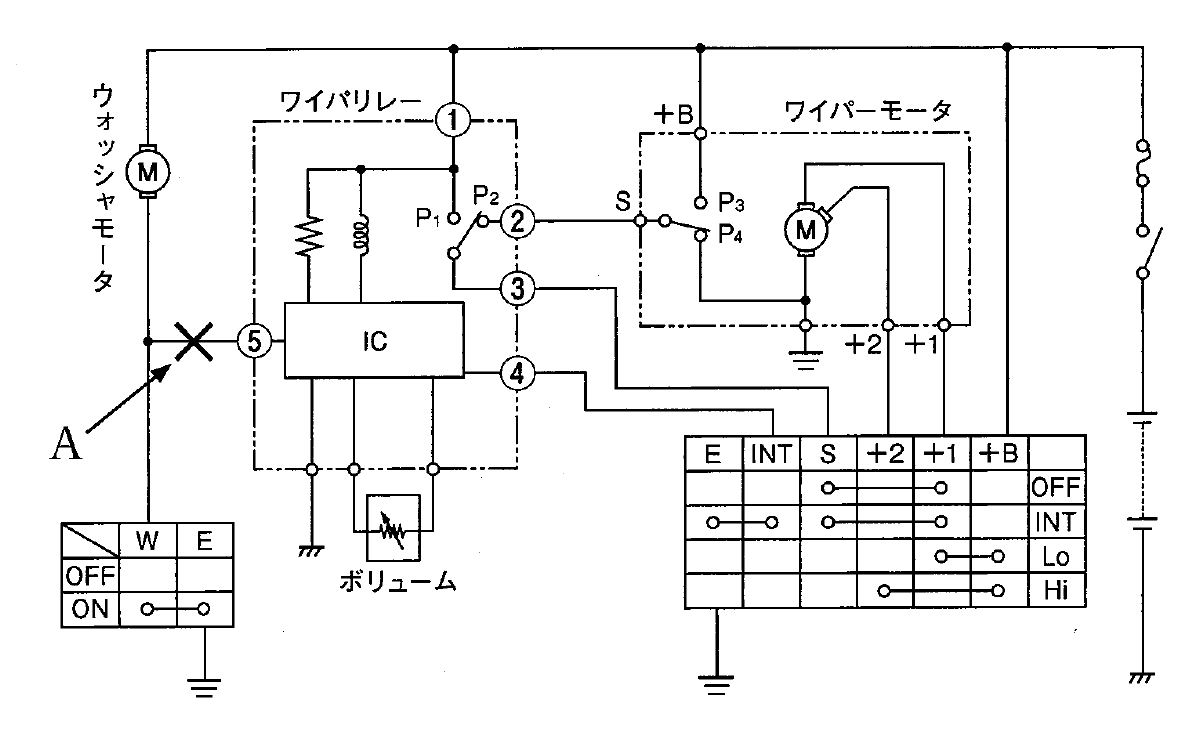 ウォッシャモータ
M
A
ワイパリレー
1
P1
P2
2
3
4
5
IC
ボリューム
ワイパーモータ
+B
S
P3
P4
M
+2
+1
W E
OFF
ON
E INT S +2 +1 +B
OFF
INT
Lo
Hi